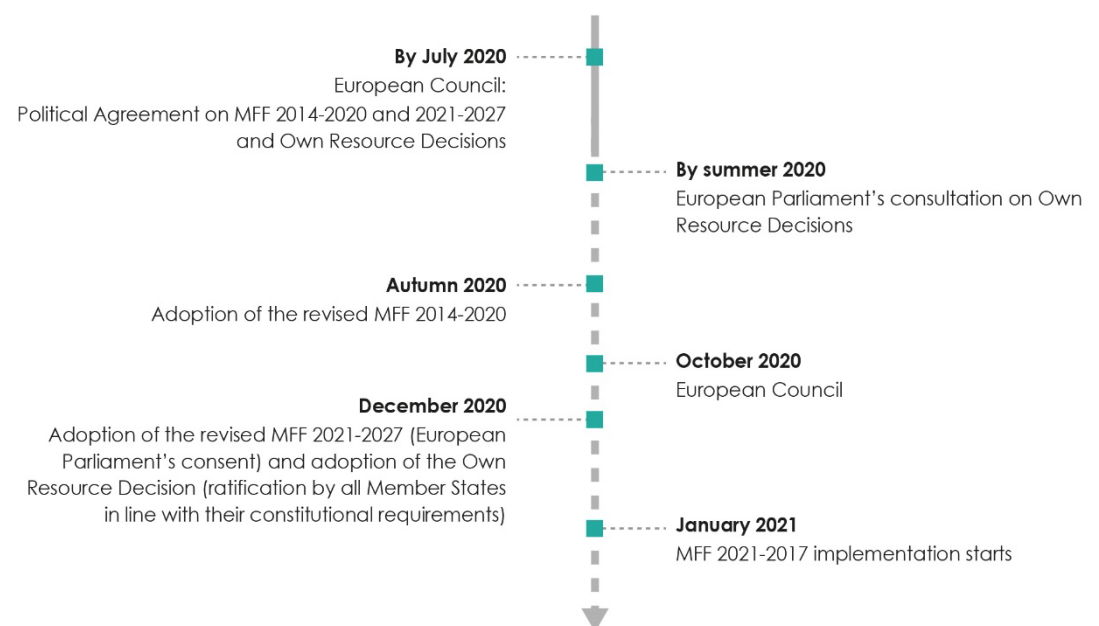 By July 2020
European Council:
Political Agreement on MFF 2014-2020 and 2021-2027
and Own Resource Decisions
By summer 2020
European Parliament’s consultation on Own
Resource Decisions
Autumn 2020
Adoption of the revised MFF 2014-2020
October 2020
European Council
December 2020
Adoption of the revised MFF 2021-2027 (European
Parliament’s consent) and adoption of the Own
Resource Decision (ratification by all Member States
in line with their constitutional requirements)
January 2021
MFF 2021-2017 implementation starts